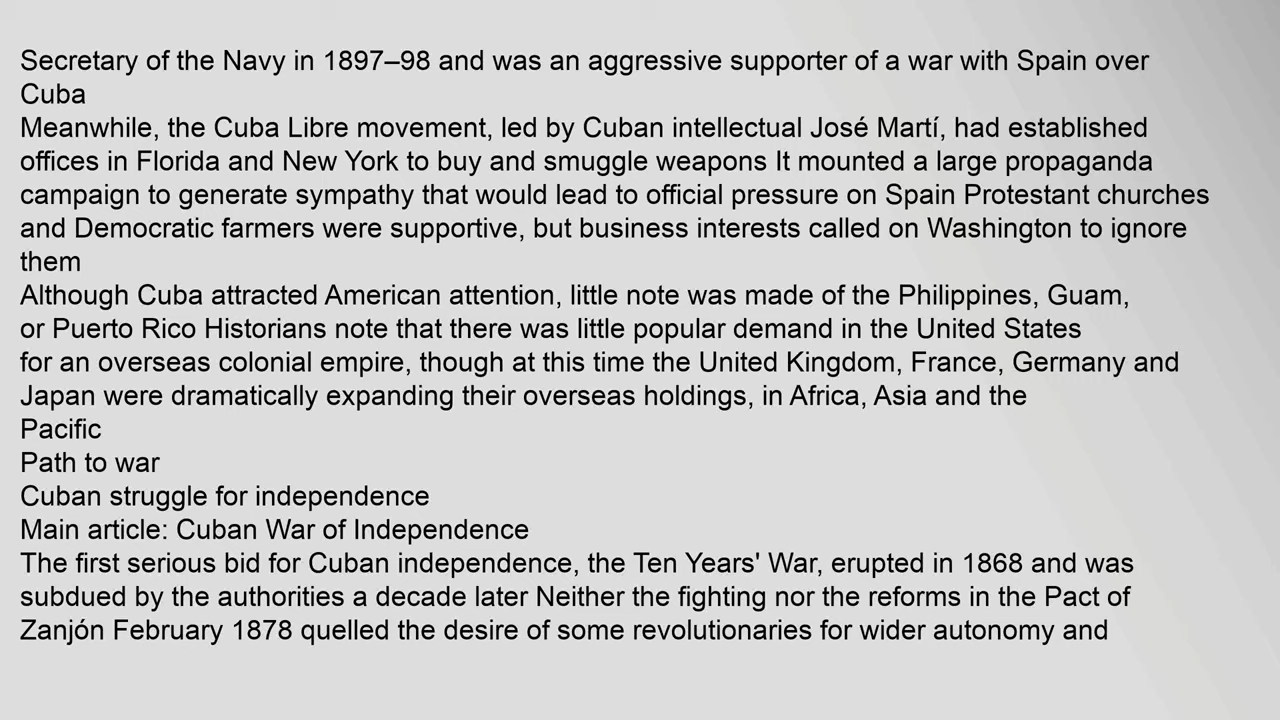 Secretary of the Navy in 1897–98 and was an aggressive supporter of a war with Spain over
Cuba
Meanwhile, the Cuba Libre movement, led by Cuban intellectual José Martí, had established
offices in Florida and New York to buy and smuggle weapons It mounted a large propaganda
campaign to generate sympathy that would lead to official pressure on Spain Protestant churches
and Democratic farmers were supportive, but business interests called on Washington to ignore
them
Although Cuba attracted American attention, little note was made of the Philippines, Guam,
or Puerto Rico Historians note that there was little popular demand in the United States
for an overseas colonial empire, though at this time the United Kingdom, France, Germany and
Japan were dramatically expanding their overseas holdings, in Africa, Asia and the
Pacific
Path to war
Cuban struggle for independence
Main article: Cuban War of Independence
The first serious bid for Cuban independence, the Ten Years' War, erupted in 1868 and was
subdued by the authorities a decade later Neither the fighting nor the reforms in the Pact of
Zanjón February 1878 quelled the desire of some revolutionaries for wider autonomy and